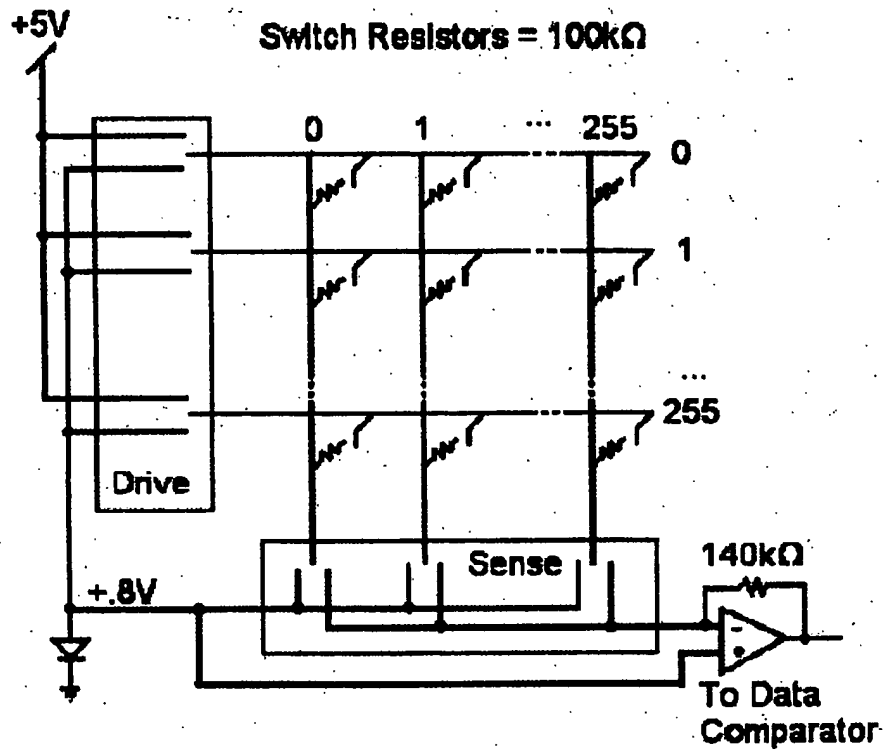 +5V
Switch Resistors = 100kΩ
0 1 ... 255
0
1
...
255
Drive
Sense
140kΩ
+.8V
-
+
To Data
Comparator